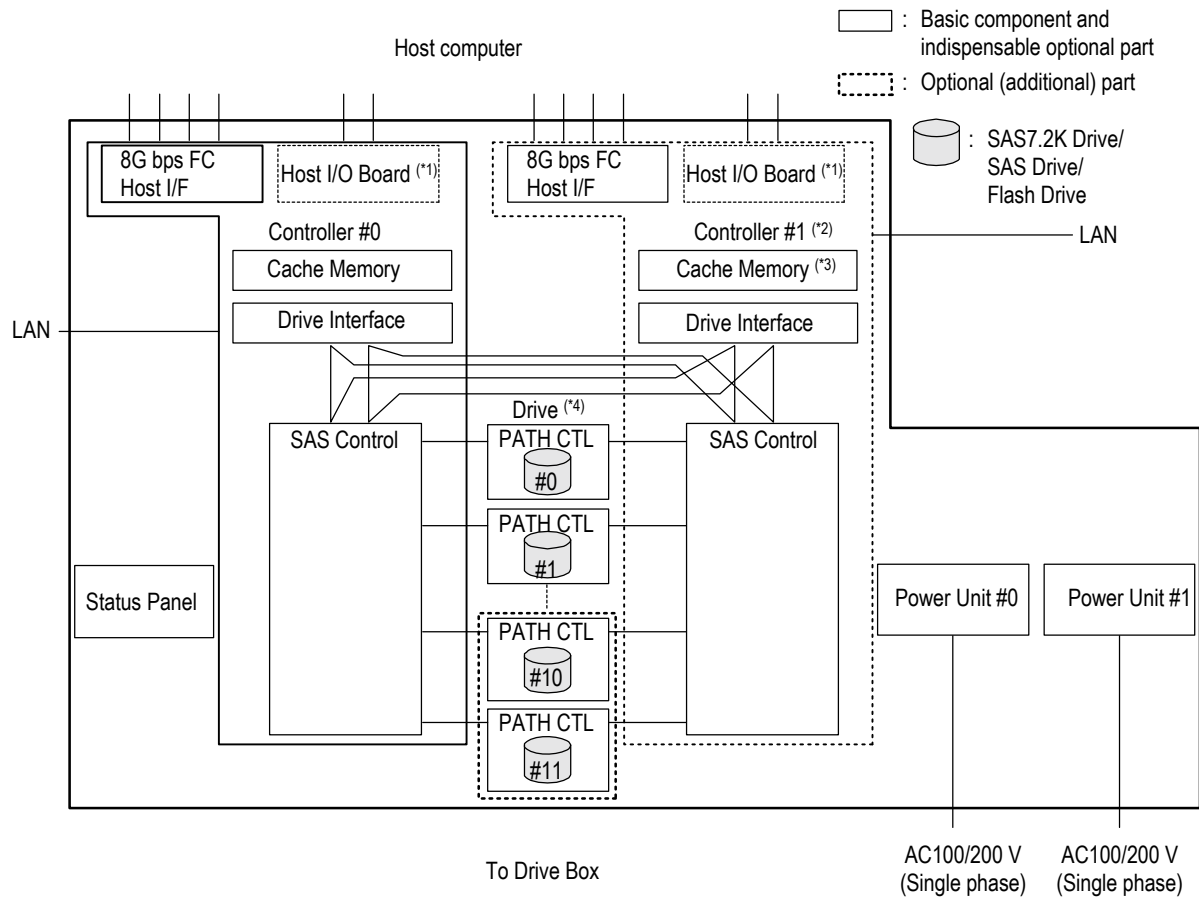 Host computer
: Basic component and
indispensable optional part
: Optional (additional) part
: SAS7.2K Drive/
SAS Drive/
Flash Drive
8G bps FC
Host I/F
Host I/O Board (*1)
8G bps FC
Host I/F
Host I/O Board (*1)
Controller #0
Controller #1 (*2)
LAN
Cache Memory
Cache Memory (*3)
LAN
Drive Interface
Drive Interface
Drive (*4)
SAS Control
PATH CTL
#0
SAS Control
PATH CTL
#1
Status Panel
Power Unit #0
Power Unit #1
PATH CTL
#10
PATH CTL
#11
To Drive Box
AC100/200 V
(Single phase)
AC100/200 V
(Single phase)